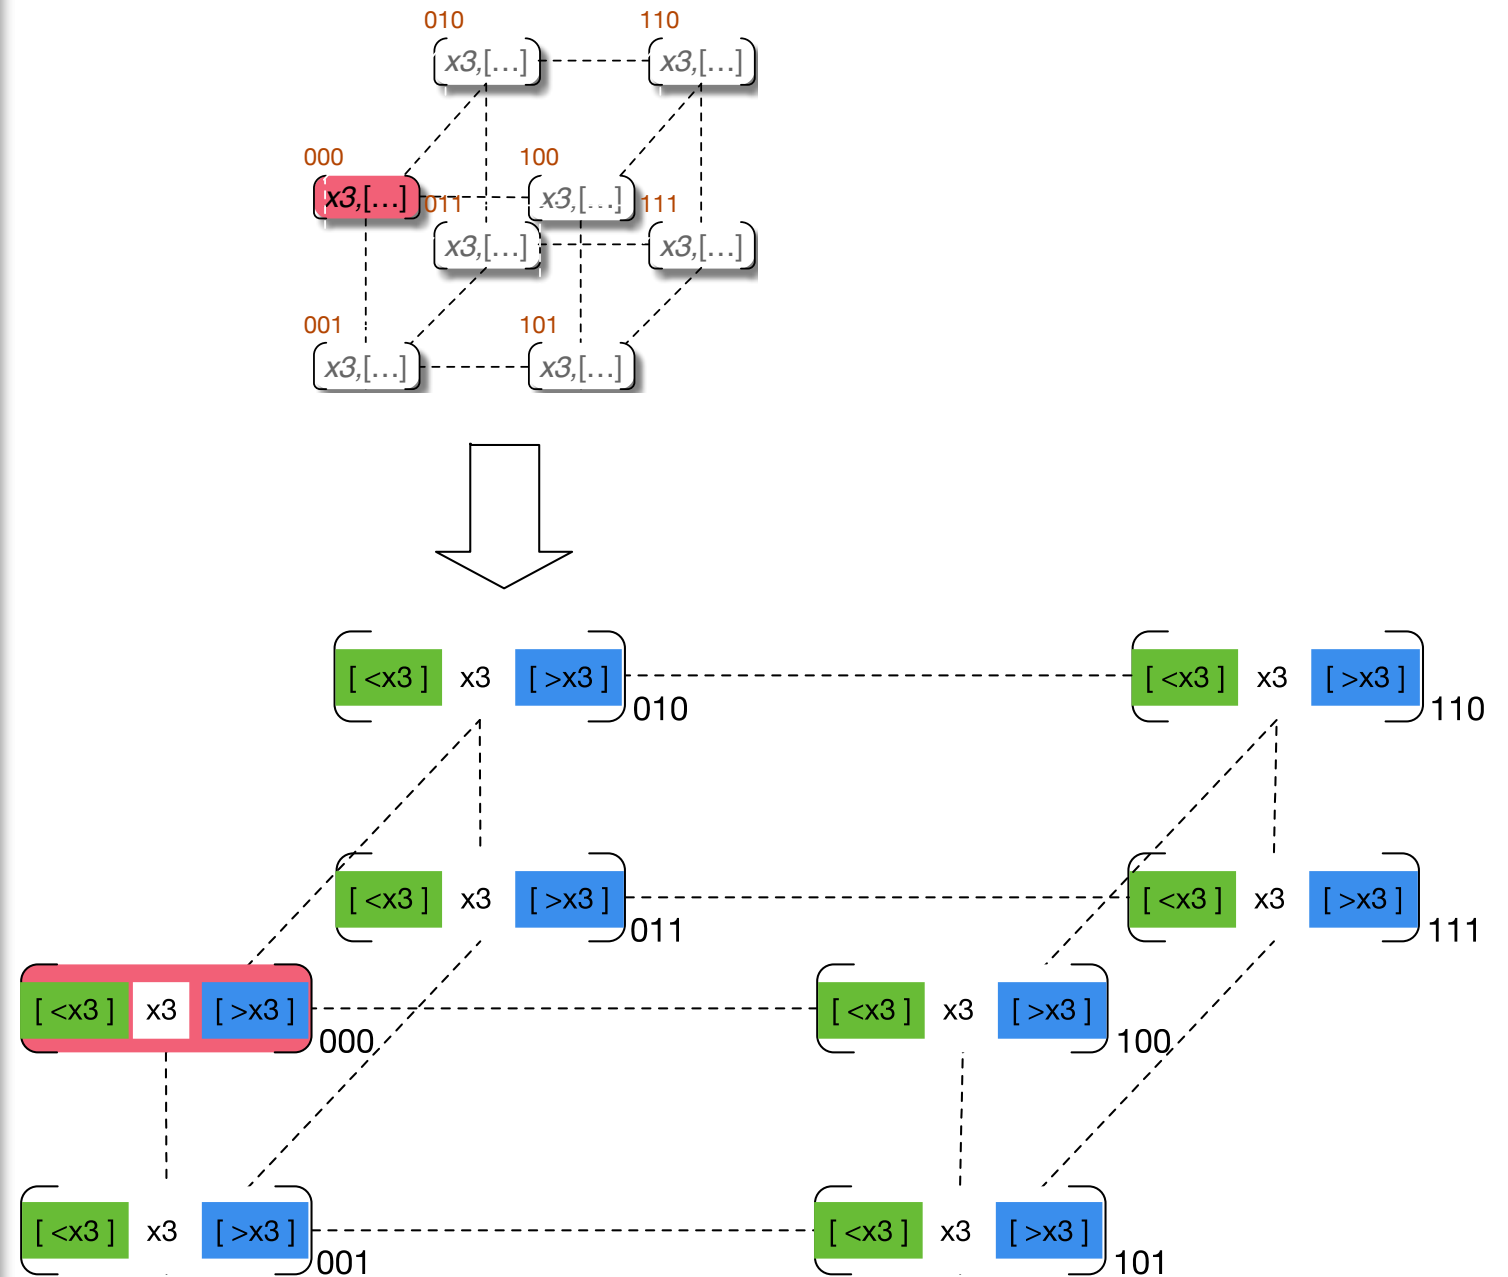 010 110
x3,[...] x3,[...]
000 100
x3,[...] 011 x3,[...] 111
x3,[...] x3,[...]
001 101
x3,[...] x3,[...]
[ <x3 ] x3 [ >x3 ] 010 [ <x3 ] x3 [ >x3 ] 110
[ <x3 ] x3 [ >x3 ] 011 [ <x3 ] x3 [ >x3 ] 111
[ <x3 ] x3 [ >x3 ] 000 [ <x3 ] x3 [ >x3 ] 100
[ <x3 ] x3 [ >x3 ] 001 [ <x3 ] x3 [ >x3 ] 101